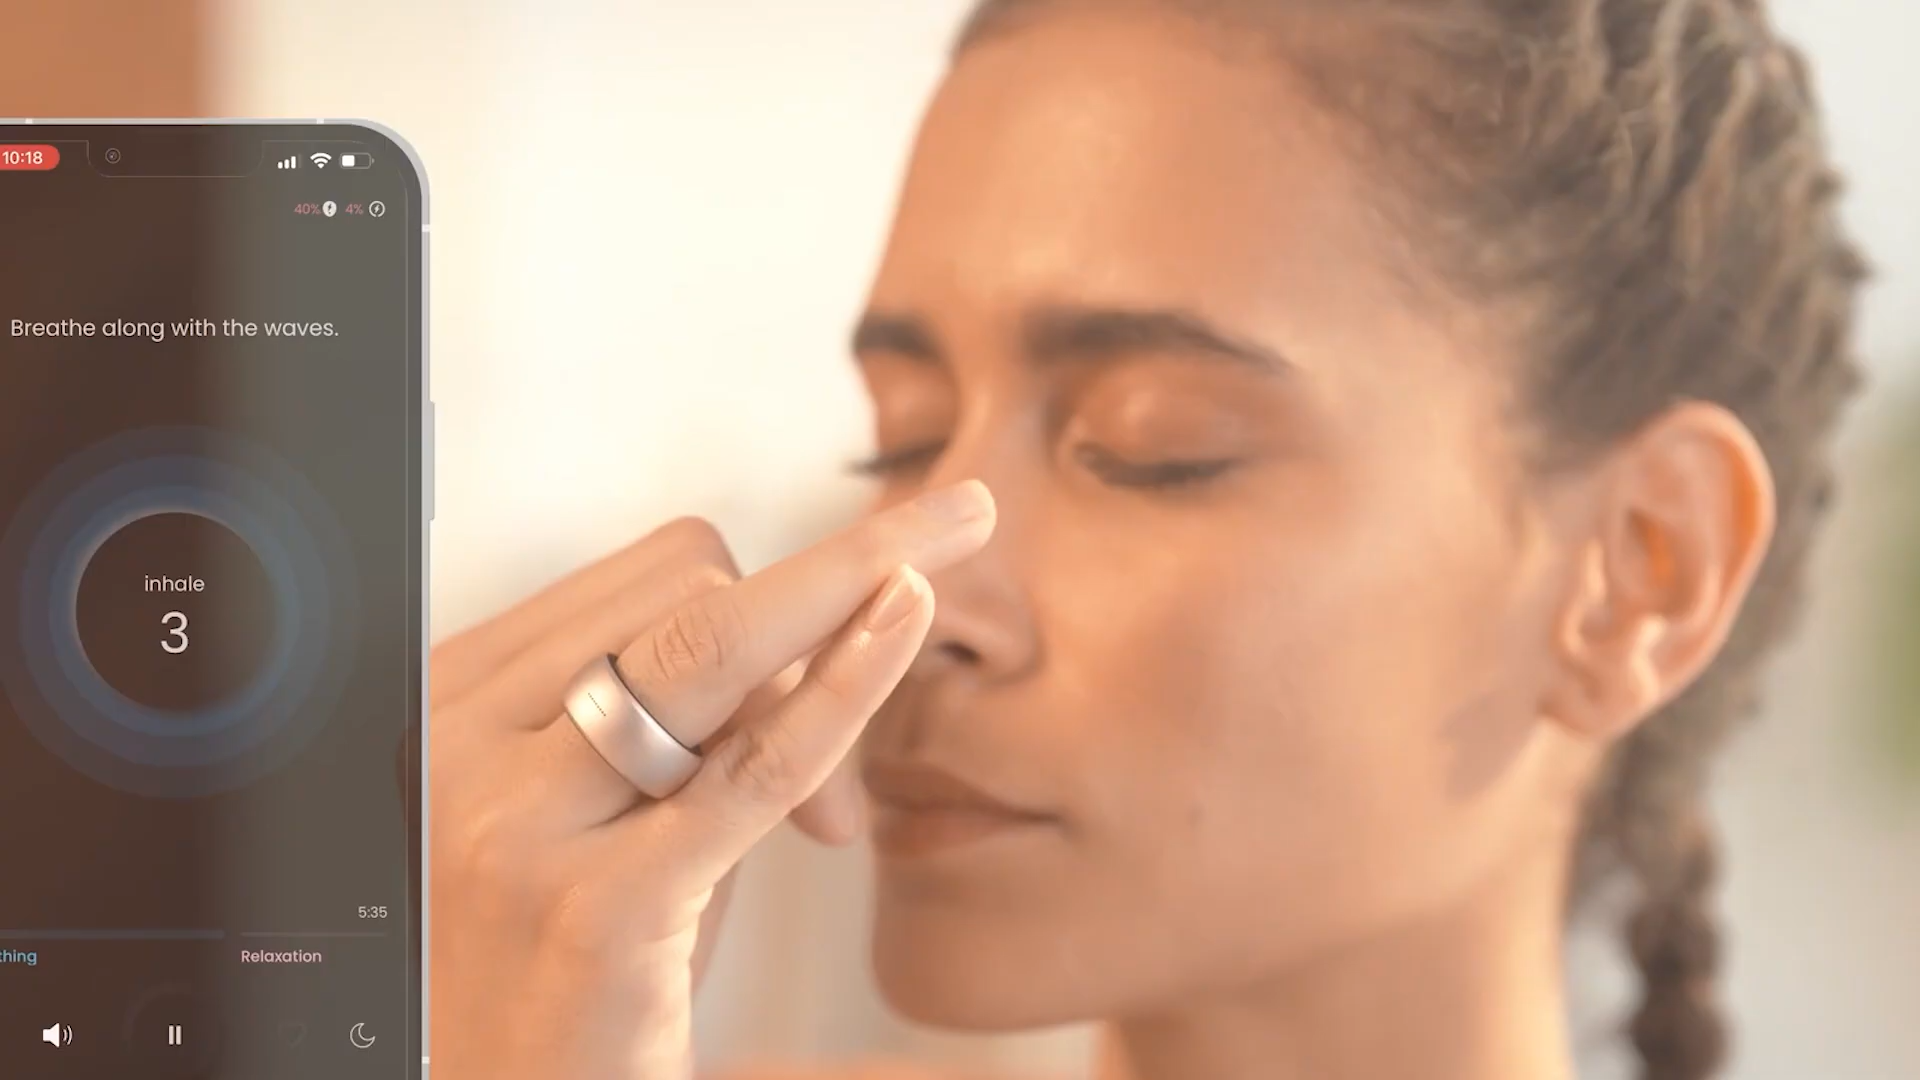 10:18
40% 4%
Breathe along with the waves.
inhale
3
5:35
thing Relaxation